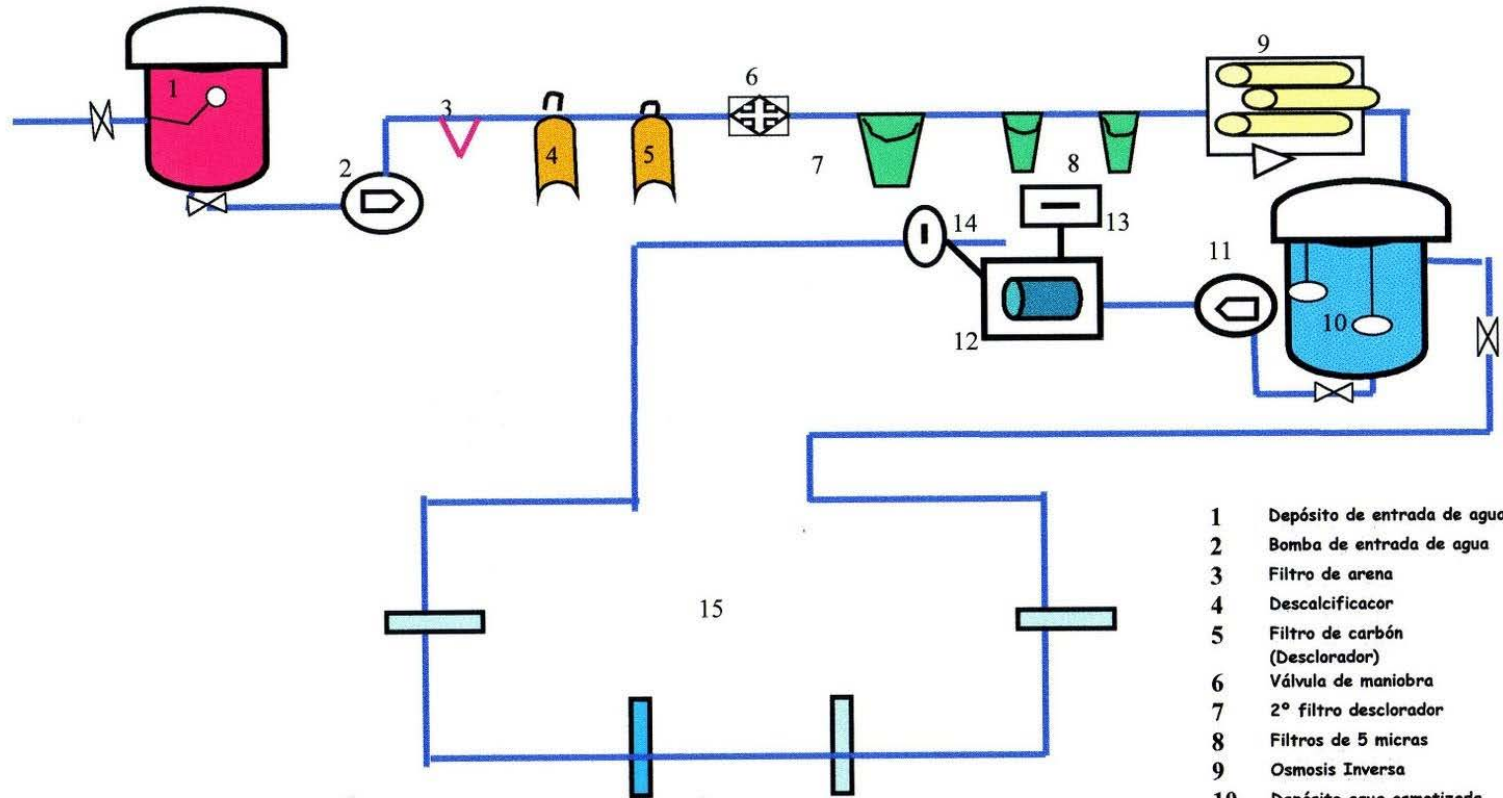 1
2
3
4
5
6
7
8
9
10
11
12
13
14
15
1 Depósito de entrada de agua
2 Bomba de entrada de agua
3 Filtro de arena
4 Descalcificacor
5 Filtro de carbón
(Desclorador)
6 Válvula de maniobra
7 2º filtro desclorador
8 Filtros de 5 micras
9 Osmosis Inversa